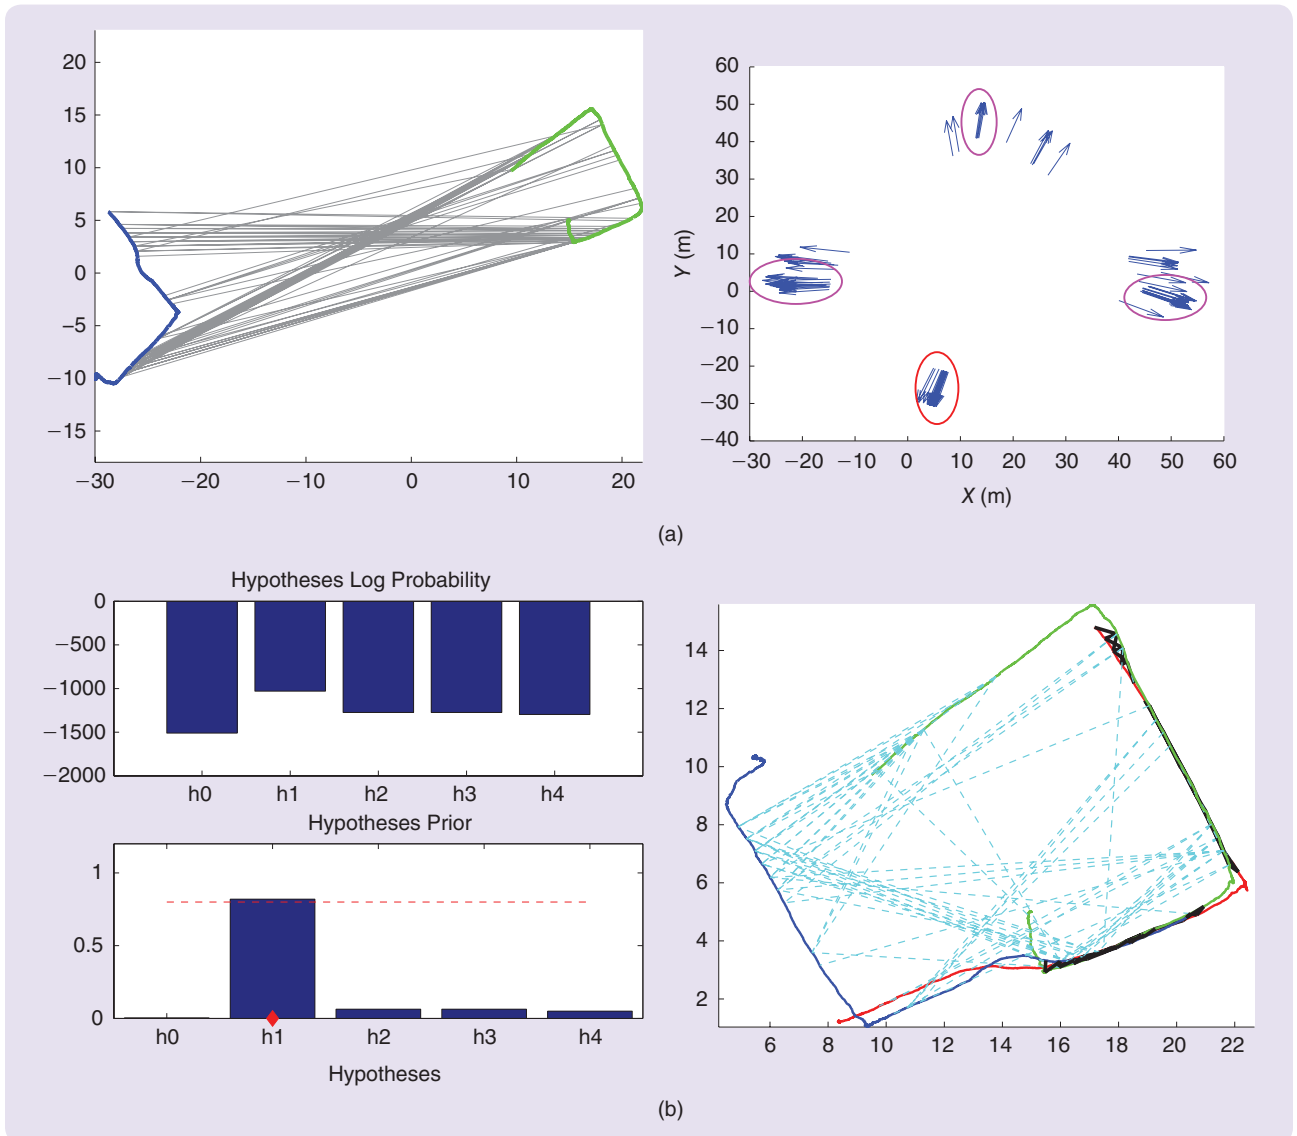 20
15
10
5
0
−5
−10
−15
−30 −20 −10 0 10 20
60
50
40
30
20
10
0
−10
−20
−30
−40
Y (m)
−30 −20 −10 0 10 20 30 40 50 60
X (m)
(a)
Hypotheses Log Probability
0
−500
−1000
−1500
−2000
h0 h1 h2 h3 h4
Hypotheses Prior
1
0.5
0
h0 h1 h2 h3 h4
Hypotheses
14
12
10
8
6
4
2
6 8 10 12 14 16 18 20 22
(b)